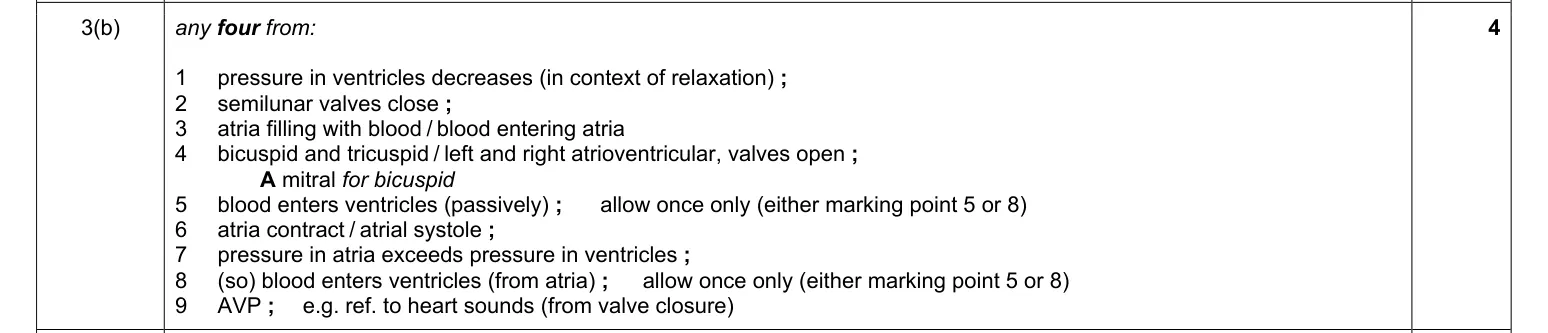 3(b) any four from: 4
1 pressure in ventricles decreases (in context of relaxation) ;
2 semilunar valves close ;
3 atria filling with blood / blood entering atria
4 bicuspid and tricuspid / left and right atrioventricular, valves open ;
A mitral for bicuspid
5 blood enters ventricles (passively) ; allow once only (either marking point 5 or 8)
6 atria contract / atrial systole ;
7 pressure in atria exceeds pressure in ventricles ;
8 (so) blood enters ventricles (from atria) ; allow once only (either marking point 5 or 8)
9 AVP ; e.g. ref. to heart sounds (from valve closure)